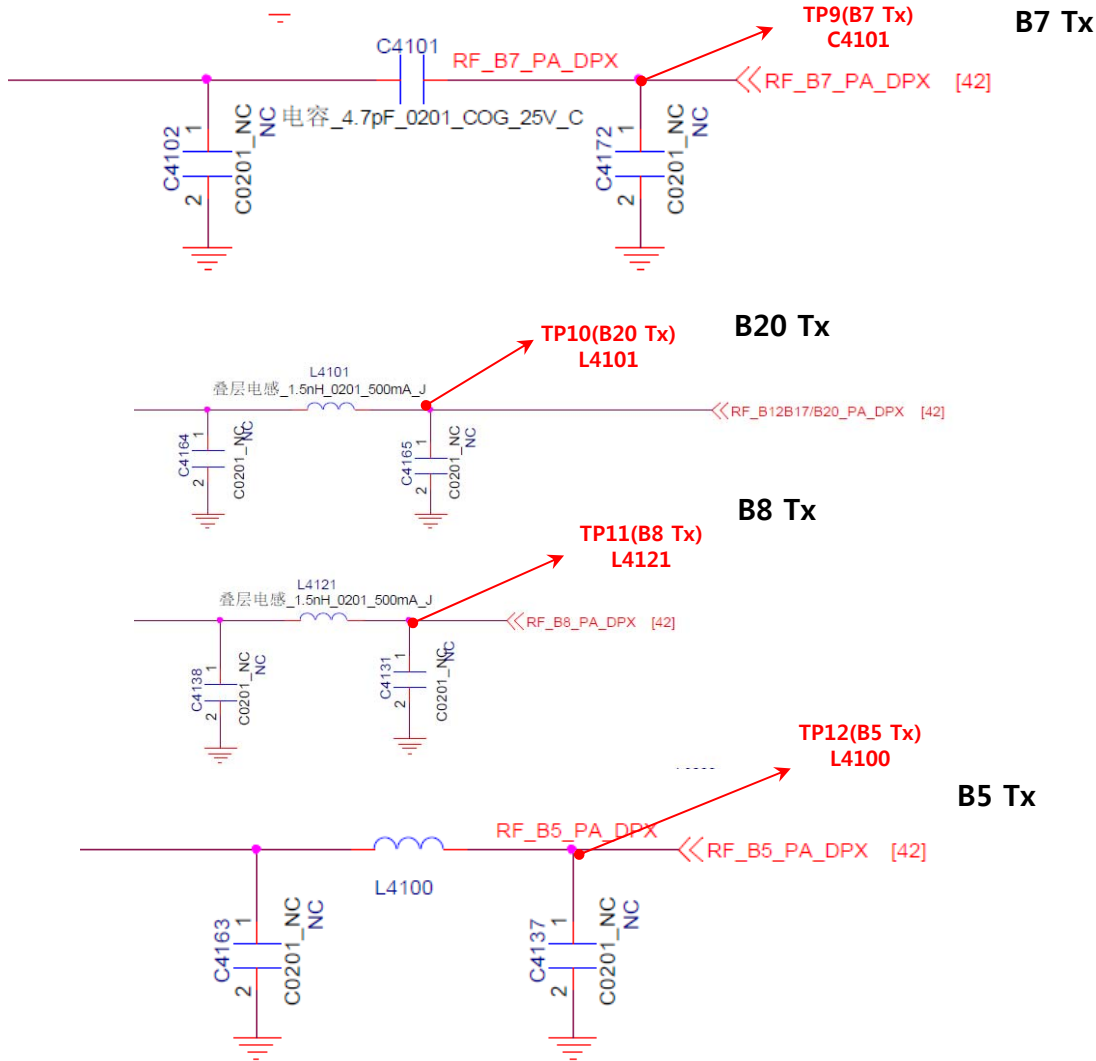 TP9(B7 Tx)
C4101
B7 Tx
C4101
RF_B7_PA_DPX
RF_B7_PA_DPX [42]
电容_4.7pF_0201_COG_25V_C
C4102
1
2
C0201_NC
NC
C4172
1
2
C0201_NC
NC
TP10(B20 Tx)
L4101
B20 Tx
L4101
叠层电感_1.5nH_0201_500mA_J
RF_B12B17/B20_PA_DPX [42]
C4164
1
2
C0201_NC
NC
C4165
1
2
C0201_NC
NC
B8 Tx
TP11(B8 Tx)
L4121
L4121
叠层电感_1.5nH_0201_500mA_J
RF_B8_PA_DPX [42]
C4138
1
2
C0201_NC
NC
C4131
1
2
C0201_NC
NC
TP12(B5 Tx)
L4100
B5 Tx
RF_B5_PA_DPX
RF_B5_PA_DPX [42]
L4100
C4163
1
2
C0201_NC
NC
C4137
1
2
C0201_NC
NC